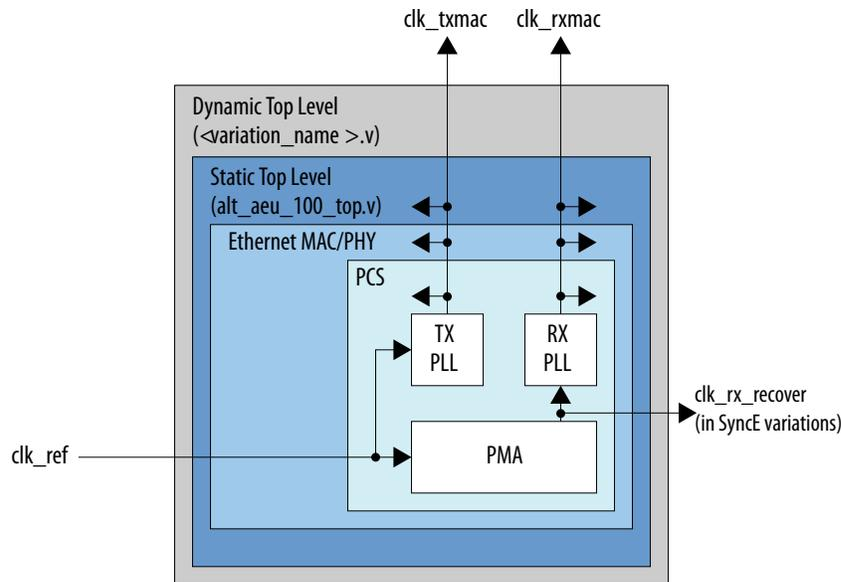 clk_txmac
clk_rxmac
Dynamic Top Level
(<variation_name >.v)
Static Top Level
(alt_aeu_100_top.v)
Ethernet MAC/PHY
PCS
TX
PLL
RX
PLL
clk_rx_recover
(in SyncE variations)
clk_ref
PMA